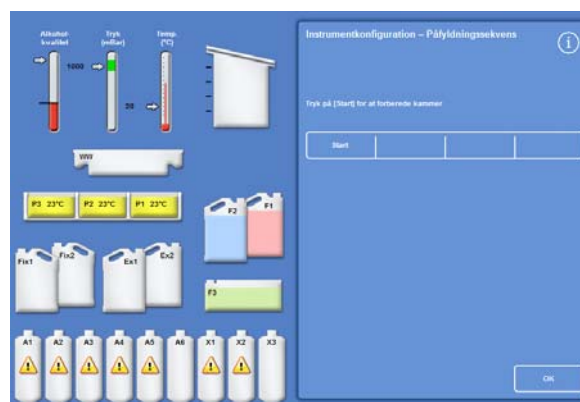 Alkohol-
kvalitet
Tryk
(mBar)
Temp.
(°C)
1000
20
WW
P3 23°C
P2 23°C
P1 23°C
F2
F1
Fix1
Fix2
Ex1
Ex2
F3
A1
A2
A3
A4
A5
A6
X1
X2
X3
Instrumentkonfiguration – Påfyldningssekvens
i
Tryk på [Start] for at forberede kammer
Start
OK